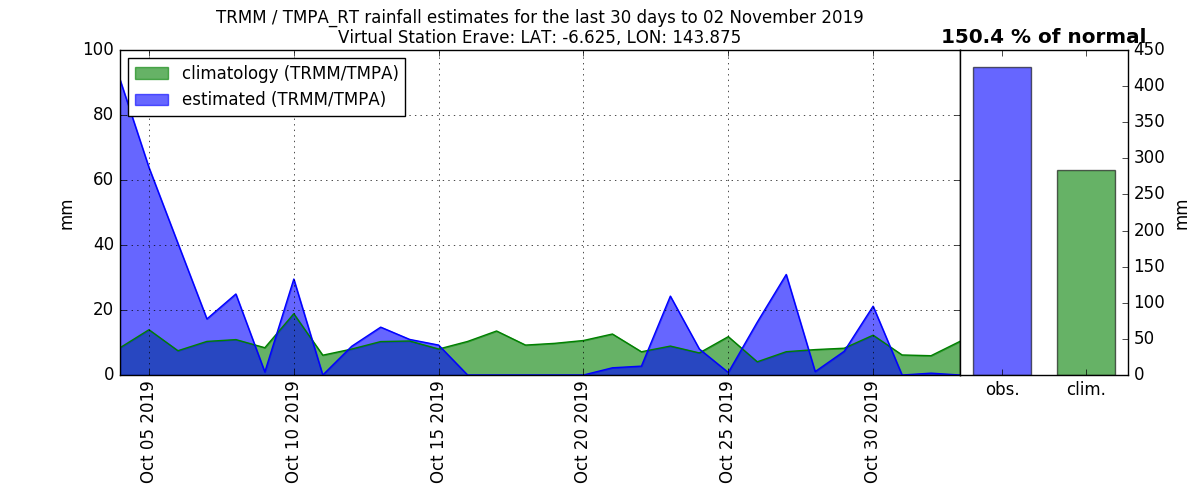 TRMM / TMPA_RT rainfall estimates for the last 30 days to 02 November 2019
Virtual Station Erave: LAT: -6.625, LON: 143.875
150.4 % of normal
climatology (TRMM/TMPA)
estimated (TRMM/TMPA)
100
80
60
40
20
0
mm
Oct 05 2019
Oct 10 2019
Oct 15 2019
Oct 20 2019
Oct 25 2019
Oct 30 2019
450
400
350
300
250
200
150
100
50
0
mm
obs.
clim.